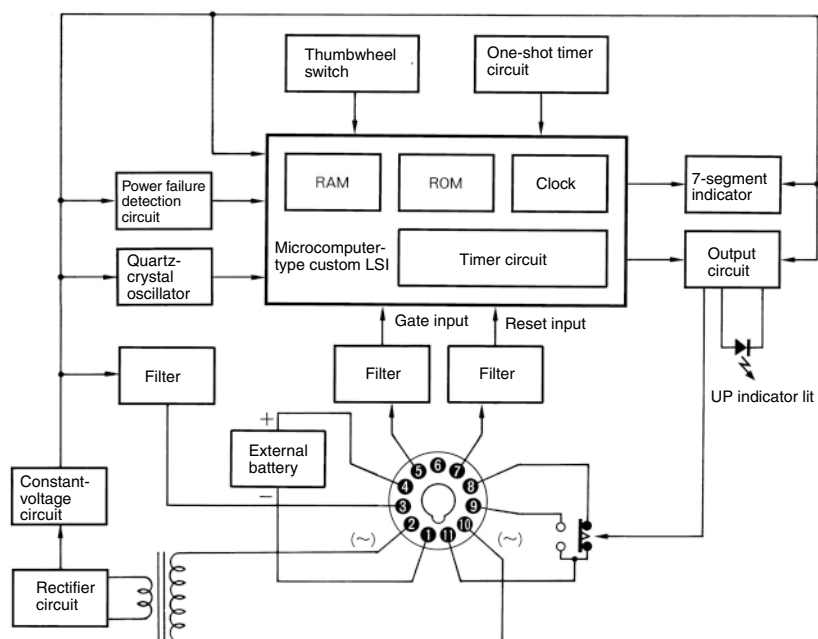 Thumbwheel
switch
One-shot timer
circuit
RAM
ROM
Clock
Power failure
detection
circuit
7-segment
indicator
Microcomputer-
type custom LSI
Timer circuit
Quartz-
crystal
oscillator
Output
circuit
Gate input
Reset input
Filter
Filter
Filter
UP indicator lit
+
External
battery
−
Constant-
voltage
circuit
6
5
7
4
8
3
9
2
10
1
11
(~)
(~)
Rectifier
circuit